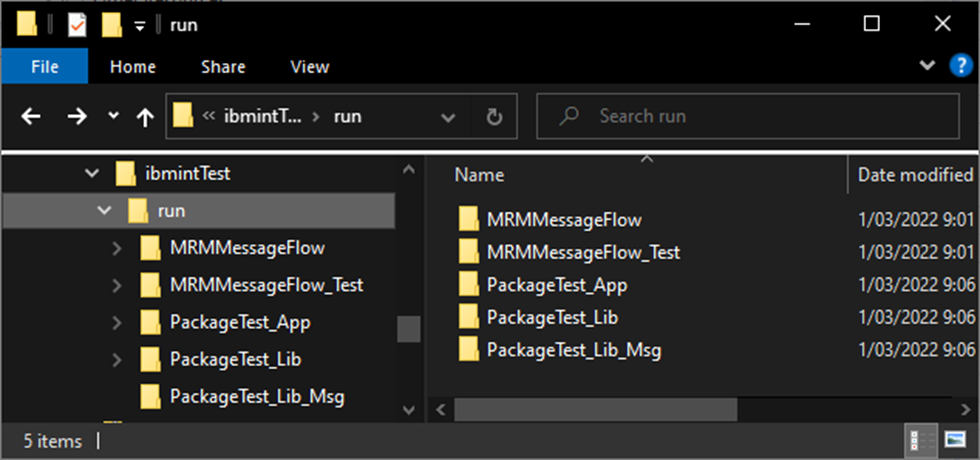 run
File Home Share View
ibmintT... run Search run
ibmintTest
run
MRMMessageFlow
MRMMessageFlow_Test
PackageTest_App
PackageTest_Lib
PackageTest_Lib_Msg
Name Date modified
MRMMessageFlow 1/03/2022 9:01
MRMMessageFlow_Test 1/03/2022 9:01
PackageTest_App 1/03/2022 9:06
PackageTest_Lib 1/03/2022 9:06
PackageTest_Lib_Msg 1/03/2022 9:06
5 items